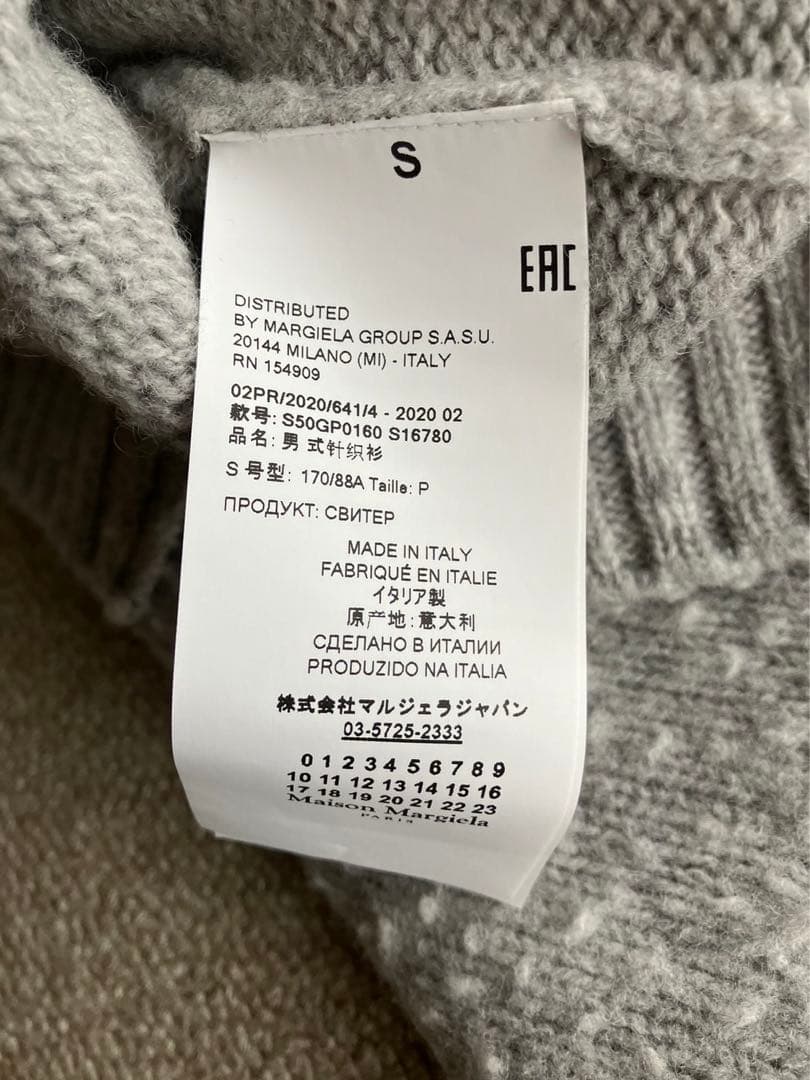 S
EAC
DISTRIBUTED
BY MARGIELA GROUP S.A.S.U.
20144 MILANO (MI) - ITALY
RN 154909
02PR/2020/641/4 - 2020 02
款号: S50GP0160 S16780
品名: 男 式针织衫
S 号型: 170/88A Taille: P
ПРОДУКТ: СВИТЕР
MADE IN ITALY
FABRIQUÉ EN ITALIE
イタリア製
原产地: 意大利
СДЕЛАНО В ИТАЛИИ
PRODUZIDO NA ITALIA
株式会社マルジェラジャパン
03-5725-2333
0 1 2 3 4 5 6 7 8 9
10 11 12 13 14 15 16
17 18 19 20 21 22 23
Maison Margiela
PARIS